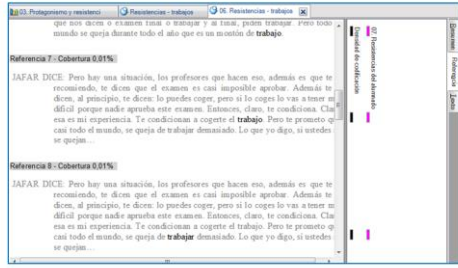 03. Protagonismo y resistenci
Resistencias - trabajos
06. Resistencias - trabajos
que nos dicen o examen final o trabajar y al final, piden trabajar. Pero todo
mundo se queja durante todo el año que es un montón de trabajo.
Referencia 7 - Cobertura 0,01%
JAFAR DICE: Pero hay una situación, los profesores que hacen eso, además es que te
recomiendo, te dicen que el examen es casi imposible aprobar. Además te
dicen, al principio, te dicen: lo puedes coger, pero si lo coges lo vas a tener m
difícil porque nadie aprueba este examen. Entonces, claro, te condiciona. Cla
esa es mi experiencia. Te condicionan a cogerte el trabajo. Pero te prometo q
casi todo el mundo, se queja de trabajar demasiado. Lo que yo digo, si ustedes
se quejan…
Referencia 8 - Cobertura 0,01%
JAFAR DICE: Pero hay una situación, los profesores que hacen eso, además es que te
recomiendo, te dicen que el examen es casi imposible aprobar. Además te
dicen, al principio, te dicen: lo puedes coger, pero si lo coges lo vas a tener m
difícil porque nadie aprueba este examen. Entonces, claro, te condiciona. Cla
esa es mi experiencia. Te condicionan a cogerte el trabajo. Pero te prometo q
casi todo el mundo, se queja de trabajar demasiado. Lo que yo digo, si ustedes
se quejan…
07. Resistencias del alumnado
Densidad de codificación
Resumen
Referencia
Texto